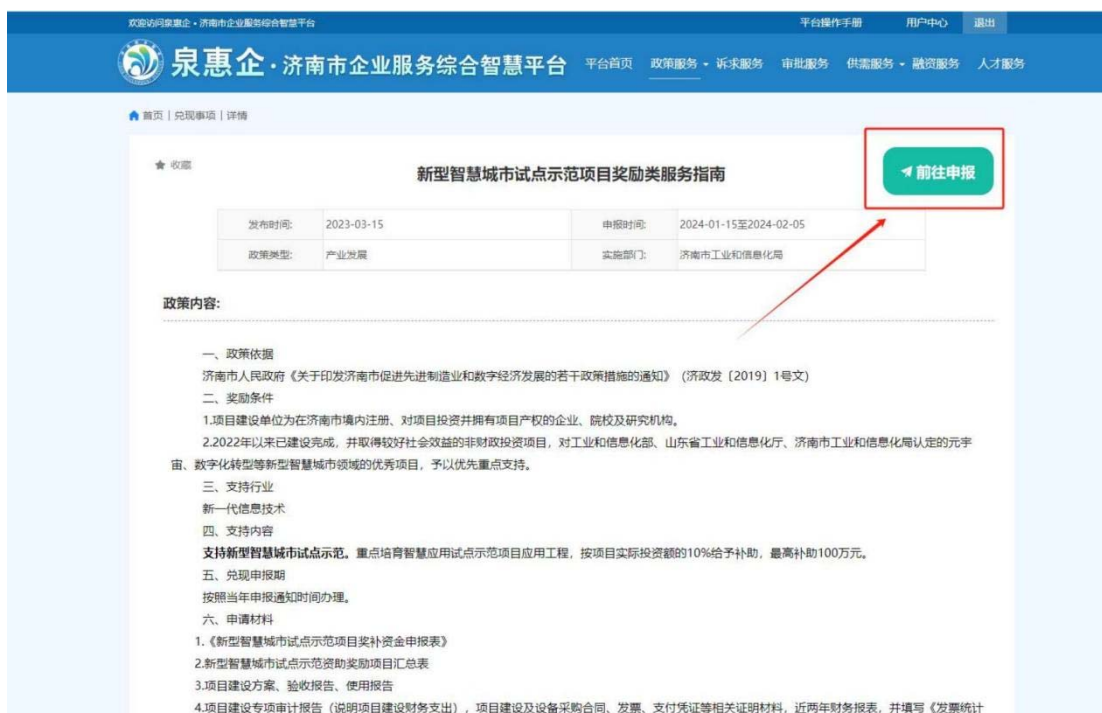 欢迎访问泉惠企·济南市企业服务综合智慧平台 平台操作手册 用户中心 退出
泉惠企·济南市企业服务综合智慧平台 平台首页 政策服务 诉求服务 审批服务 供需服务 融资服务 人才服务
首页 | 兑现事项 | 详情
收藏
新型智慧城市试点示范项目奖励类服务指南
前往申报
发布时间: 2023-03-15 申报时间: 2024-01-15至2024-02-05
政策类型: 产业发展 实施部门: 济南市工业和信息化局
政策内容:
一、政策依据
济南市人民政府《关于印发济南市促进先进制造业和数字经济发展的若干政策措施的通知》（济政发〔2019〕1号文)
二、奖励条件
1.项目建设单位为在济南市境内注册、对项目投资并拥有项目产权的企业、院校及研究机构。
2.2022年以来已建设完成，并取得较好社会效益的非财政投资项目，对工业和信息化部、山东省工业和信息化厅、济南市工业和信息化局认定的元宇
宙、数字化转型等新型智慧城市领域的优秀项目，予以优先重点支持。
三、支持行业
新一代信息技术
四、支持内容
支持新型智慧城市试点示范。重点培育智慧应用试点示范项目应用工程，按项目实际投资额的10%给予补助，最高补助100万元。
五、兑现申报期
按照当年申报通知时间办理。
六、申请材料
1.《新型智慧城市试点示范项目奖补资金申报表》
2.新型智慧城市试点示范资助奖励项目汇总表
3.项目建设方案、验收报告、使用报告
4.项目建设专项审计报告（说明项目建设财务支出），项目建设及设备采购合同、发票、支付凭证等相关证明材料，近两年财务报表，并填写《发票统计